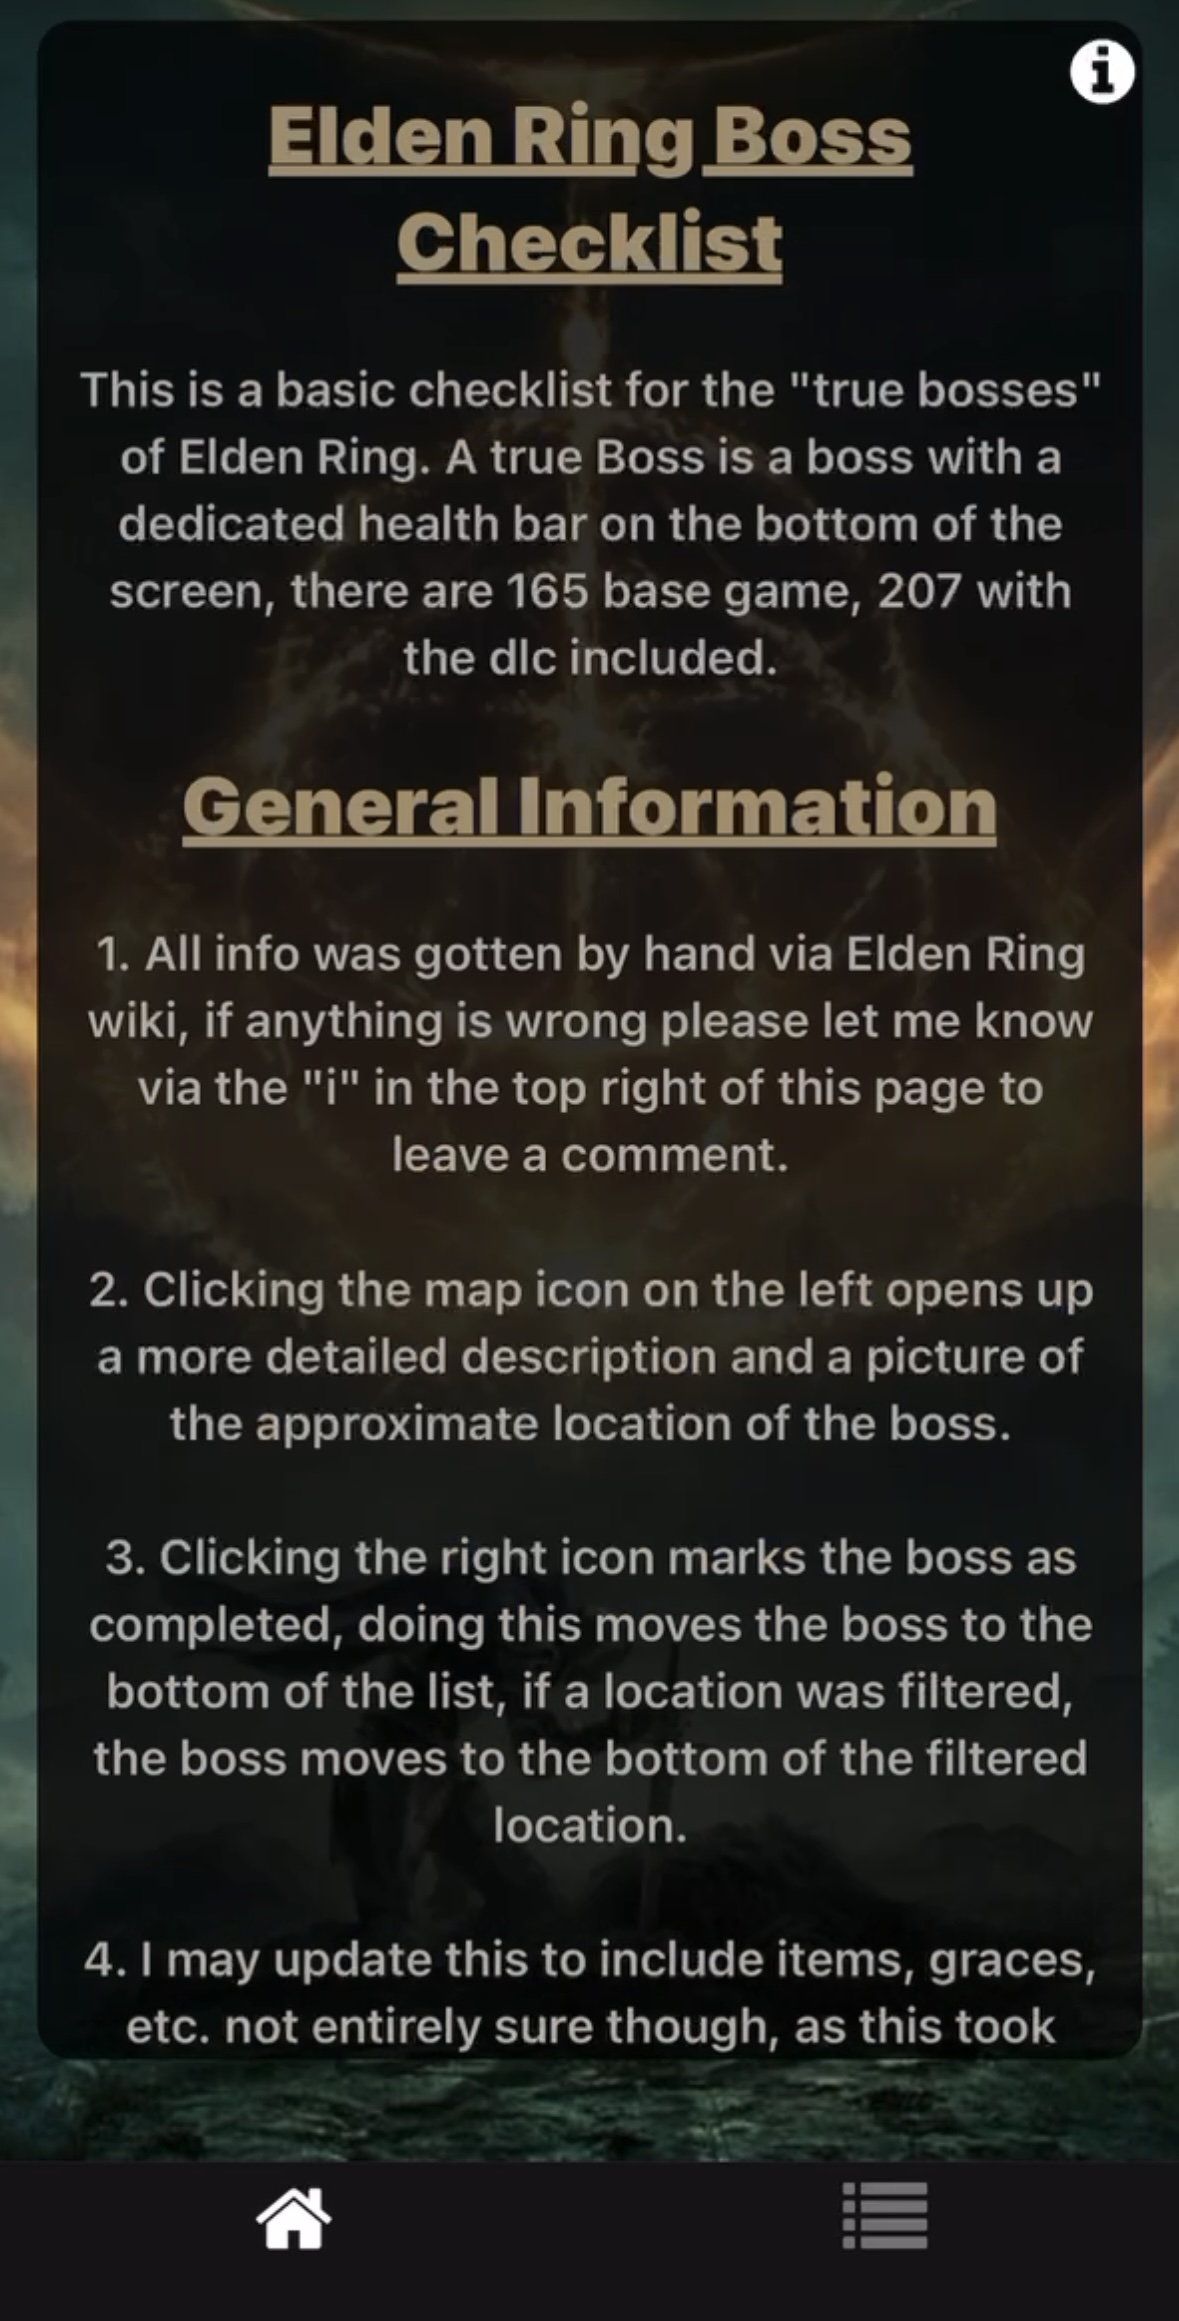 Elden Ring Boss
Checklist
This is a basic checklist for the "true bosses"
of Elden Ring. A true Boss is a boss with a
dedicated health bar on the bottom of the
screen, there are 165 base game, 207 with
the dlc included.
General Information
1. All info was gotten by hand via Elden Ring
wiki, if anything is wrong please let me know
via the "i" in the top right of this page to
leave a comment.
2. Clicking the map icon on the left opens up
a more detailed description and a picture of
the approximate location of the boss.
3. Clicking the right icon marks the boss as
completed, doing this moves the boss to the
bottom of the list, if a location was filtered,
the boss moves to the bottom of the filtered
location.
4. I may update this to include items, graces,
etc. not entirely sure though, as this took